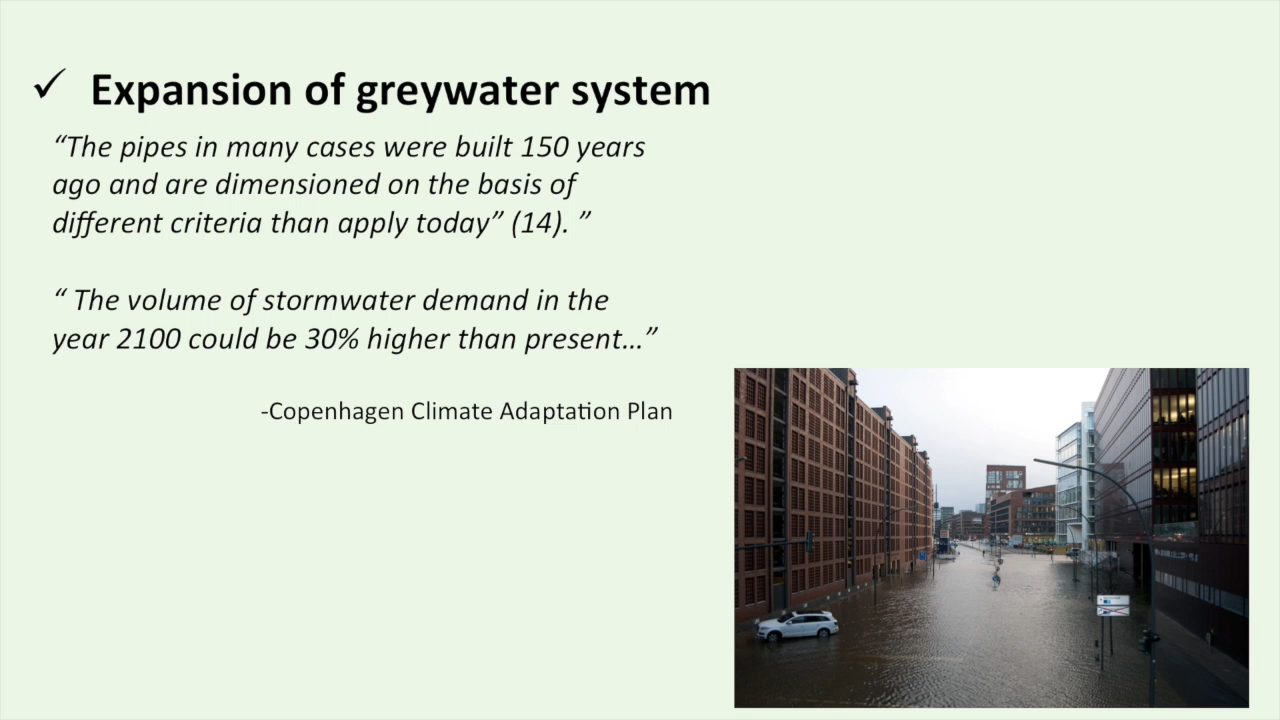 ✓ Expansion of greywater system
“The pipes in many cases were built 150 years
ago and are dimensioned on the basis of
different criteria than apply today” (14). ”
“ The volume of stormwater demand in the
year 2100 could be 30% higher than present…”
-Copenhagen Climate Adaptation Plan